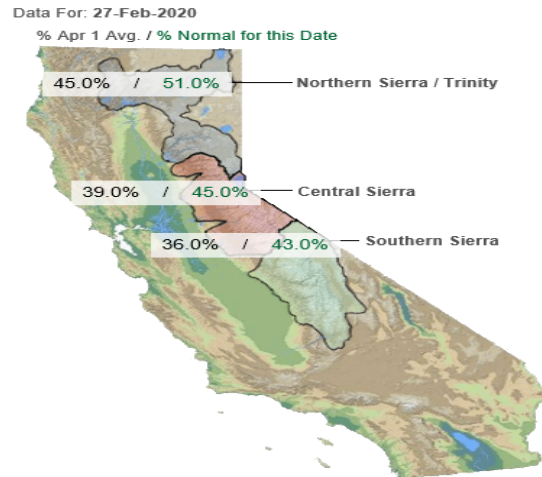 Data For: 27-Feb-2020
% Apr 1 Avg. / % Normal for this Date
45.0% / 51.0% Northern Sierra / Trinity
39.0% / 45.0% Central Sierra
36.0% / 43.0% Southern Sierra